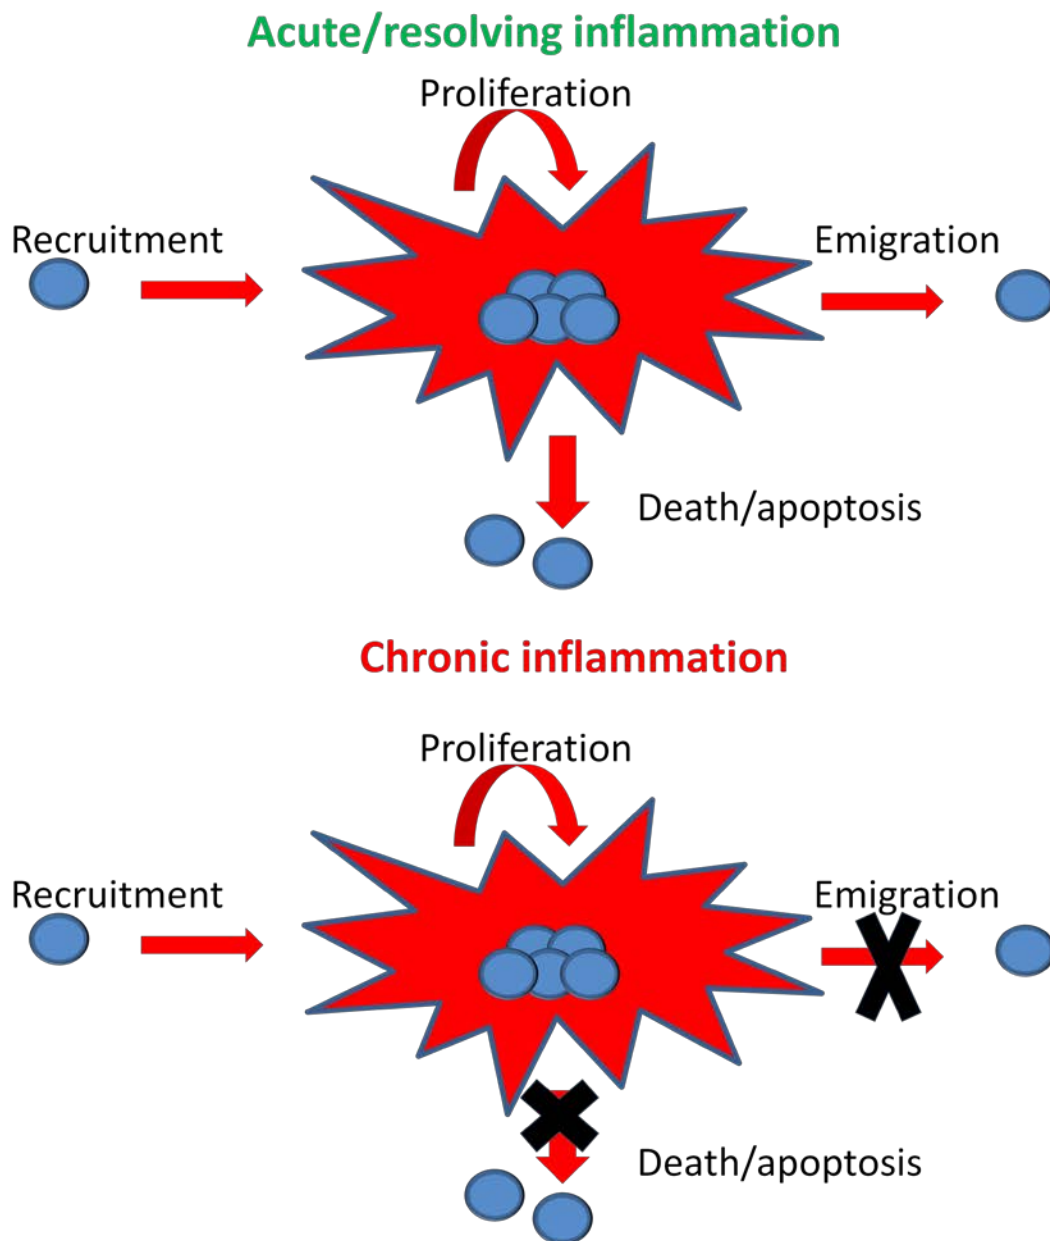 Acute/resolving inflammation
Proliferation
Recruitment
Emigration
Death/apoptosis
Chronic inflammation
Proliferation
Recruitment
Emigration
Death/apoptosis